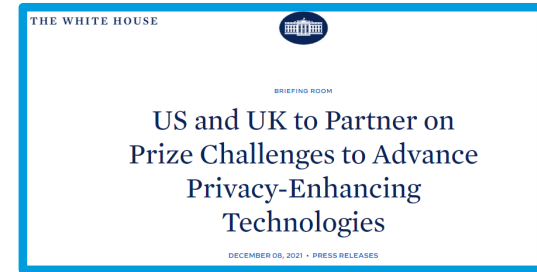 THE WHITE HOUSE
BRIEFING ROOM
US and UK to Partner on
Prize Challenges to Advance
Privacy-Enhancing
Technologies
DECEMBER 08, 2021 • PRESS RELEASES